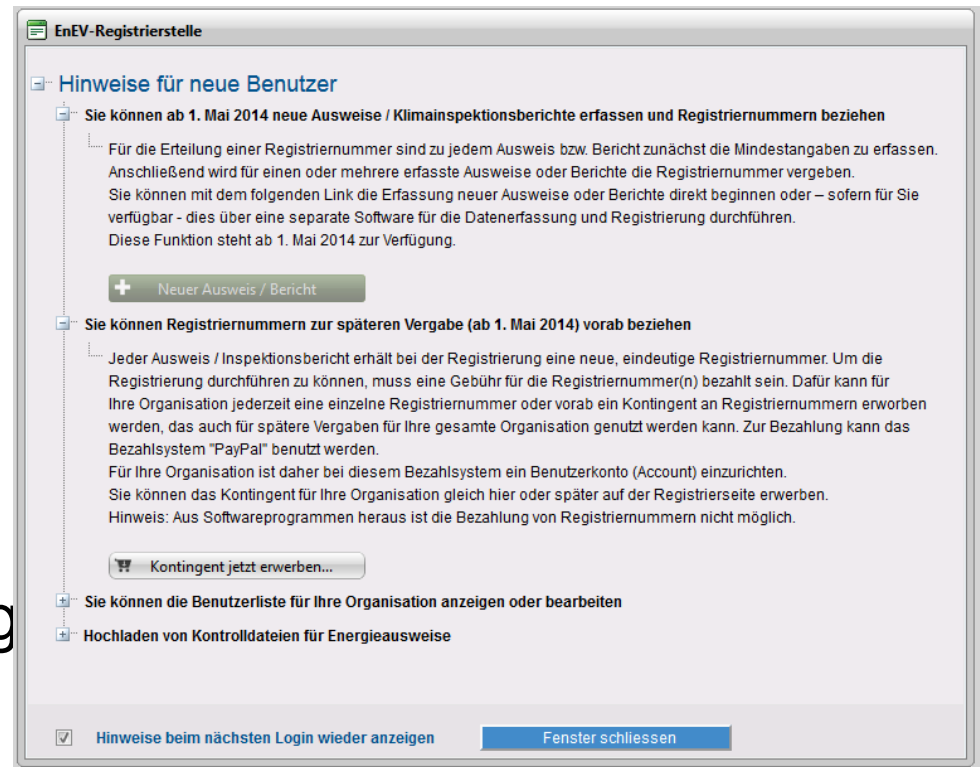 EnEV-Registrierstelle
Hinweise für neue Benutzer
Sie können ab 1. Mai 2014 neue Ausweise / Klimainspektionsberichte erfassen und Registriernummern beziehen
Für die Erteilung einer Registriernummer sind zu jedem Ausweis bzw. Bericht zunächst die Mindestangaben zu erfassen.
Anschließend wird für einen oder mehrere erfasste Ausweise oder Berichte die Registriernummer vergeben.
Sie können mit dem folgenden Link die Erfassung neuer Ausweise oder Berichte direkt beginnen oder – sofern für Sie
verfügbar - dies über eine separate Software für die Datenerfassung und Registrierung durchführen.
Diese Funktion steht ab 1. Mai 2014 zur Verfügung.
Neuer Ausweis / Bericht
Sie können Registriernummern zur späteren Vergabe (ab 1. Mai 2014) vorab beziehen
Jeder Ausweis / Inspektionsbericht erhält bei der Registrierung eine neue, eindeutige Registriernummer. Um die
Registrierung durchführen zu können, muss eine Gebühr für die Registriernummer(n) bezahlt sein. Dafür kann für
Ihre Organisation jederzeit eine einzelne Registriernummer oder vorab ein Kontingent an Registriernummern erworben
werden, das auch für spätere Vergaben für Ihre gesamte Organisation genutzt werden kann. Zur Bezahlung kann das
Bezahlsystem "PayPal" benutzt werden.
Für Ihre Organisation ist daher bei diesem Bezahlsystem ein Benutzerkonto (Account) einzurichten.
Sie können das Kontingent für Ihre Organisation gleich hier oder später auf der Registrierseite erwerben.
Hinweis: Aus Softwareprogrammen heraus ist die Bezahlung von Registriernummern nicht möglich.
Kontingent jetzt erwerben...
Sie können die Benutzerliste für Ihre Organisation anzeigen oder bearbeiten
g
Hochladen von Kontrolldateien für Energieausweise
Hinweise beim nächsten Login wieder anzeigen
Fenster schliessen